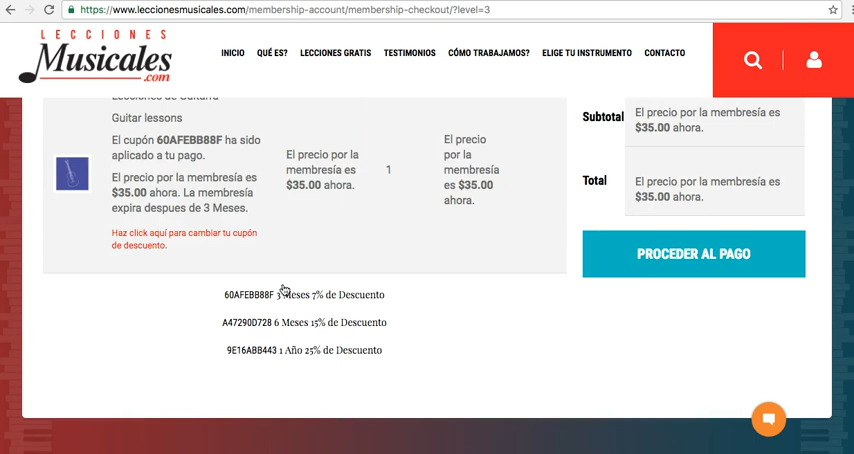 https://www.leccionesmusicales.com/membership-account/membership-checkout/?level=3
LECCIONES
Musicales
.com
INICIO QUÉ ES? LECCIONES GRATIS TESTIMONIOS CÓMO TRABAJAMOS? ELIGE TU INSTRUMENTO CONTACTO
Lecciones de Guitarra
Guitar lessons
El cupón 60AFEBB88F ha sido
aplicado a tu pago.
El precio por la membresía es
$35.00 ahora. La membresía
expira despues de 3 Meses.
Haz click aquí para cambiar tu cupón
de descuento.
El precio por la
membresía es
$35.00 ahora.
1
El precio
por la
membresía
es $35.00
ahora.
Subtotal
El precio por la membresía es
$35.00 ahora.
Total
El precio por la membresía es
$35.00 ahora.
PROCEDER AL PAGO
60AFEBB88F 3 Meses 7% de Descuento
A47290D728 6 Meses 15% de Descuento
9E16ABB443 1 Año 25% de Descuento